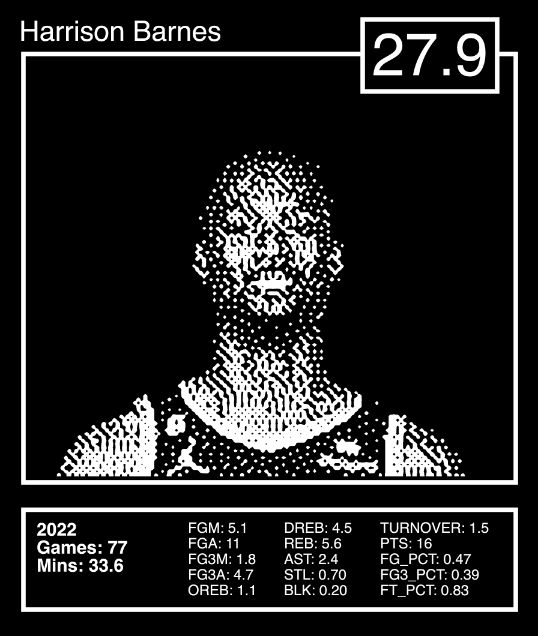 Harrison Barnes
27.9
2022
Games: 77
Mins: 33.6
FGM: 5.1
FGA: 11
FG3M: 1.8
FG3A: 4.7
OREB: 1.1
DREB: 4.5
REB: 5.6
AST: 2.4
STL: 0.70
BLK: 0.20
TURNOVER: 1.5
PTS: 16
FG_PCT: 0.47
FG3_PCT: 0.39
FT_PCT: 0.83